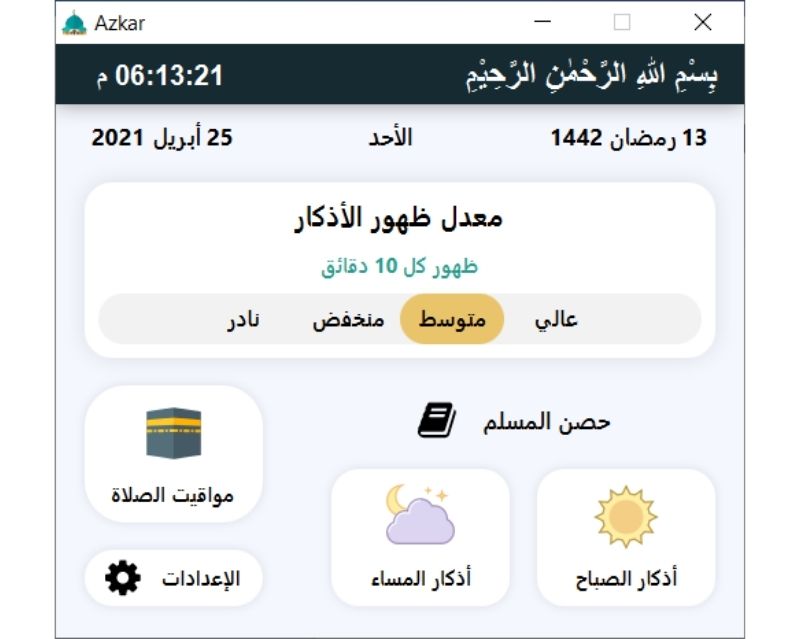 Azkar
بِسْمِ اللهِ الرَّحْمٰنِ الرَّحِيْمِ
06:13:21 م
13 رمضان 1442
الأحد
25 أبريل 2021
معدل ظهور الأذكار
ظهور كل 10 دقائق
عالي
متوسط
منخفض
نادر
حصن المسلم
أذكار الصباح
أذكار المساء
مواقيت الصلاة
الإعدادات